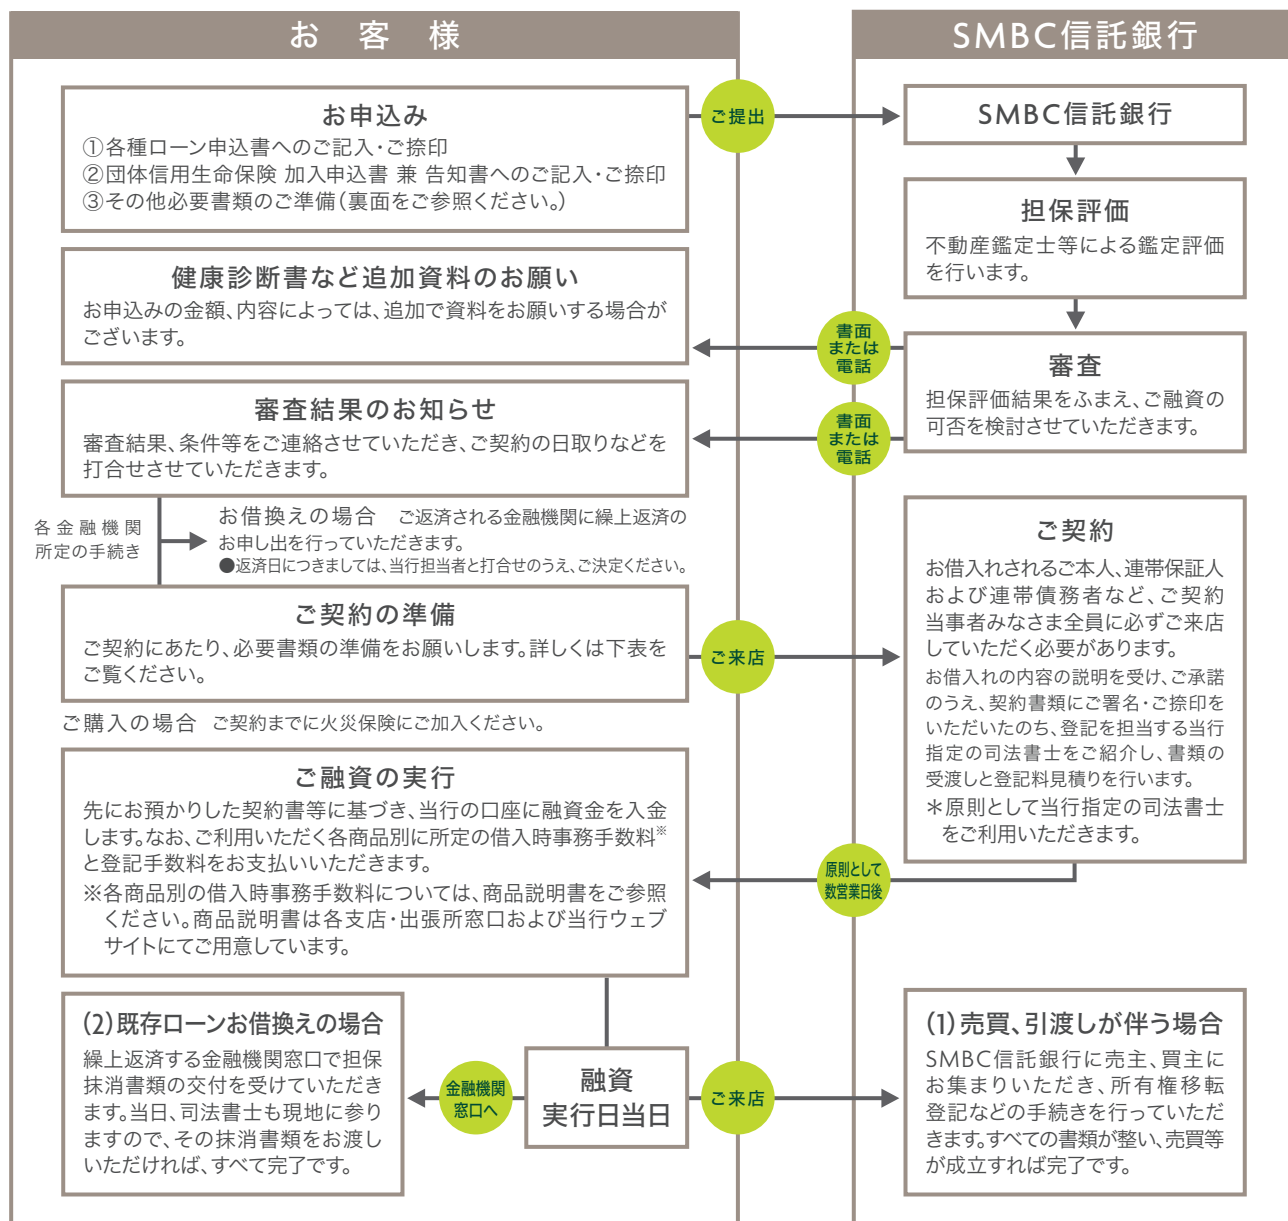 お客様
SMBC信託銀行
お申込み
①各種ローン申込書へのご記入・ご捺印
②団体信用生命保険 加入申込書 兼 告知書へのご記入・ご捺印
③その他必要書類のご準備（裏面をご参照ください。）
ご提出
SMBC信託銀行
担保評価
不動産鑑定士等による鑑定評価
を行います。
健康診断書など追加資料のお願い
お申込みの金額、内容によっては、追加で資料をお願いする場合が
ございます。
書面
または
電話
審査
担保評価結果をふまえ、ご融資の
可否を検討させていただきます。
審査結果のお知らせ
審査結果、条件等をご連絡させていただき、ご契約の日取りなどを
打合せさせていただきます。
書面
または
電話
各金融機関
所定の手続き
お借換えの場合 ご返済される金融機関に繰上返済の
お申し出を行っていただきます。
●返済日につきましては、当行担当者と打合せのうえ、ご決定ください。
ご契約の準備
ご契約にあたり、必要書類の準備をお願いします。詳しくは下表を
ご覧ください。
ご来店
ご契約
お借入れされるご本人、連帯保証人
および連帯債務者など、ご契約
当事者みなさま全員に必ずご来店
していただく必要があります。
お借入れの内容の説明を受け、ご承諾
のうえ、契約書類にご署名・ご捺印を
いただいたのち、登記を担当する当行
指定の司法書士をご紹介し、書類の
受渡しと登記料見積りを行います。
＊原則として当行指定の司法書士
をご利用いただきます。
ご購入の場合 ご契約までに火災保険にご加入ください。
ご融資の実行
先にお預かりした契約書等に基づき、当行の口座に融資金を入金
します。なお、ご利用いただく各商品別に所定の借入時事務手数料※
と登記手数料をお支払いいただきます。
※各商品別の借入時事務手数料については、商品説明書をご参照
ください。商品説明書は各支店・出張所窓口および当行ウェブ
サイトにてご用意しています。
原則として
数営業日後
(2)既存ローンお借換えの場合
繰上返済する金融機関窓口で担保
抹消書類の交付を受けていただき
ます。当日、司法書士も現地に参り
ますので、その抹消書類をお渡し
いただければ、すべて完了です。
金融機関
窓口へ
融資
実行日当日
ご来店
(1)売買、引渡しが伴う場合
SMBC信託銀行に売主、買主に
お集まりいただき、所有権移転
登記などの手続きを行っていただ
きます。すべての書類が整い、売買等
が成立すれば完了です。